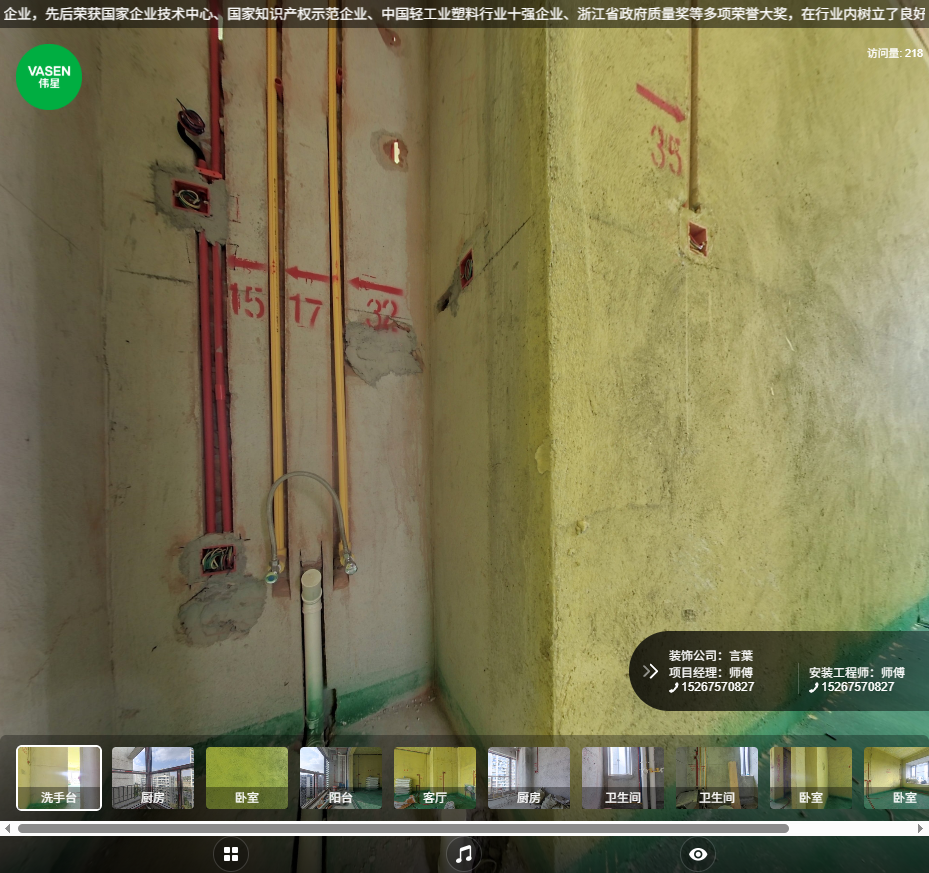 企业，先后荣获国家企业技术中心、国家知识产权示范企业、中国轻工业塑料行业十强企业、浙江省政府质量奖等多项荣誉大奖，在行业内树立了良好
访问量: 218
VASEN
伟星
35
15 17 32
装饰公司：言葉
项目经理：师傅
15267570827
安装工程师：师傅
15267570827
洗手台 厨房 卧室 阳台 客厅 厨房 卫生间 卫生间 卧室 卧室